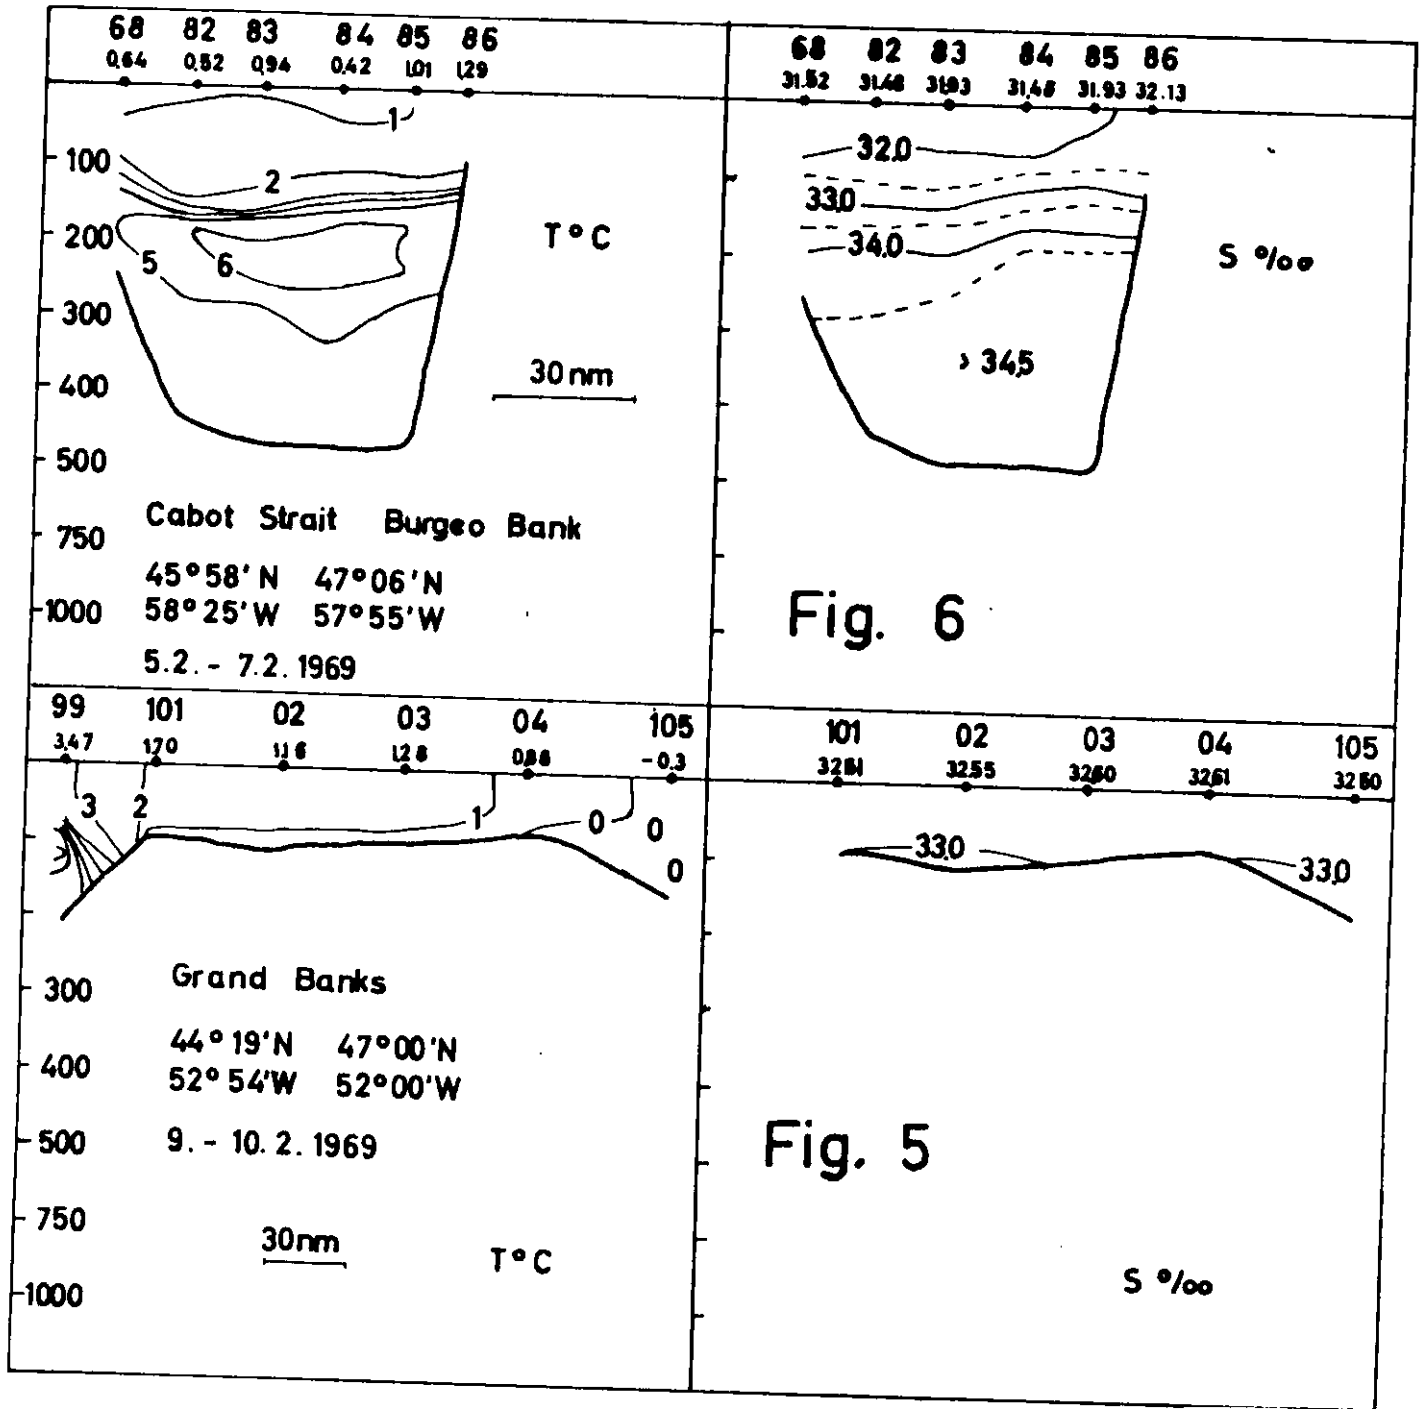 68 82 83 84 85 86
0,64 0,52 0,94 0,42 1,01 1,29
1
100
2
200
5 6
T°C
300
30nm
400
500
Cabot Strait Burgeo Bank
750
45°58'N 47°06'N
1000
58°25'W 57°55'W
5.2.- 7.2.1969
68 82 83 84 85 86
31.52 31.48 31.93 31,48 31.93 32.13
32.0
33.0
34.0
S ‰
> 34,5
Fig. 6
99 101 02 03 04 105
3,47 1,70 1,16 1,28 0,88 -0.3
3 2 1 0 0
0
300
Grand Banks
44°19'N 47°00'N
400
52°54'W 52°00'W
500
9.- 10.2.1969
750
30nm
T°C
1000
101 02 03 04 105
32.55 32,60 32,61
33.0 33.0
Fig. 5
S ‰